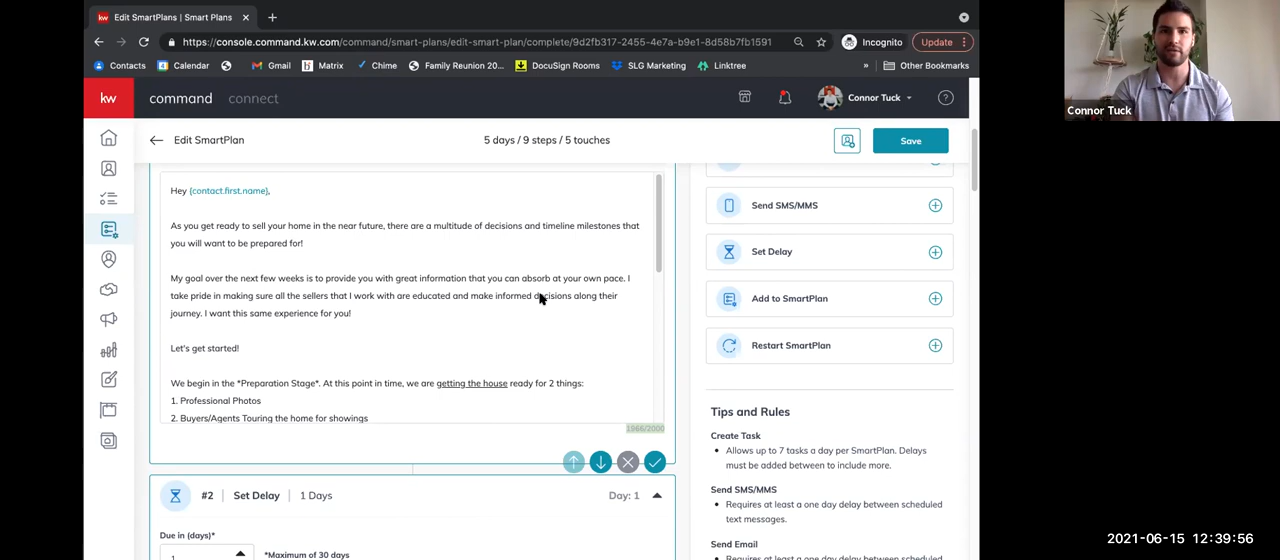 Edit SmartPlans | Smart Plans
https://console.command.kw.com/command/smart-plans/edit-smart-plan/complete/9d2fb317-2455-4e7a-b9e1-8d58b7fb1591
Incognito
Update
Contacts
Calendar
Gmail
Matrix
Chime
Family Reunion 20...
DocuSign Rooms
SLG Marketing
Linktree
»
Other Bookmarks
kw
command
connect
Connor Tuck
Edit SmartPlan
5 days / 9 steps / 5 touches
Save
Hey {contact.first.name},
As you get ready to sell your home in the near future, there are a multitude of decisions and timeline milestones that
you will want to be prepared for!
My goal over the next few weeks is to provide you with great information that you can absorb at your own pace. I
take pride in making sure all the sellers that I work with are educated and make informed decisions along their
journey. I want this same experience for you!
Let's get started!
We begin in the *Preparation Stage*. At this point in time, we are getting the house ready for 2 things:
1. Professional Photos
2. Buyers/Agents Touring the home for showings
1966/2000
#2
Set Delay
1 Days
Day: 1
Due in (days)*
1
*Maximum of 30 days
Send SMS/MMS
Set Delay
Add to SmartPlan
Restart SmartPlan
Tips and Rules
Create Task
• Allows up to 7 tasks a day per SmartPlan. Delays
must be added between to include more.
Send SMS/MMS
• Requires at least a one day delay between scheduled
text messages.
Send Email
• Requires at least a one day delay between scheduled
Connor Tuck
2021-06-15 12:39:56